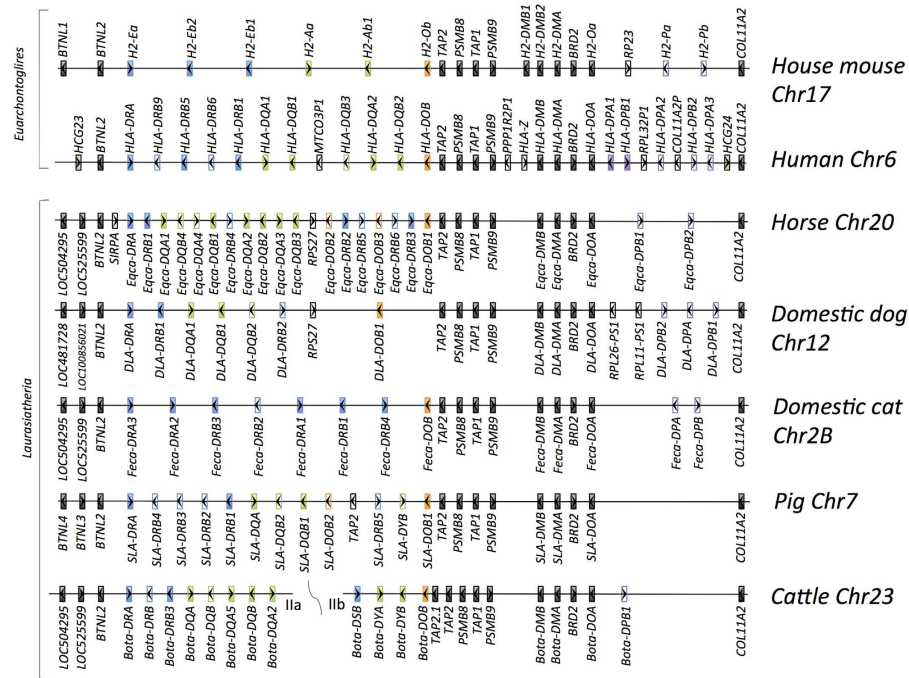 Euarchontoglires
BTNL1 BTNL2 H2-Ea H2-Eb2 H2-Eb1 H2-Aa H2-Ab1 H2-Ob TAP2 PSMB8 TAP1 PSMB9 H2-DMB1 H2-DMB2 H2-DMA BRD2 H2-Oa RP23 H2-Pa H2-Pb COL11A2
House mouse
Chr17
HCG23 BTNL2 HLA-DRA HLA-DRB9 HLA-DRB5 HLA-DRB6 HLA-DRB1 HLA-DQA1 HLA-DQB1 MTCO3P1 HLA-DQB3 HLA-DQA2 HLA-DQB2 HLA-DOB TAP2 PSMB8 TAP1 PSMB9 PPP1R2P1 HLA-Z HLA-DMB HLA-DMA BRD2 HLA-DOA HLA-DPA1 HLA-DPB1 RPL32P1 HLA-DPA2 COL11A2P HLA-DPB2 HLA-DPA3 HCG24 COL11A2
Human Chr6
Laurasiatheria
Horse Chr20
LOC504295 LOC525599 BTNL2 SIRPA Eqca-DRA Eqca-DRB1 Eqca-DQA1 Eqca-DQB4 Eqca-DQA4 Eqca-DQB1 Eqca-DRB4 Eqca-DQA2 Eqca-DQB2 Eqca-DQA3 Eqca-DQB3 RPS27 Eqca-DOB2 Eqca-DRB2 Eqca-DRB5 Eqca-DOB3 Eqca-DRB6 Eqca-DRB3 Eqca-DOB1 TAP2 PSMB8 TAP1 PSMB9 Eqca-DMB Eqca-DMA BRD2 Eqca-DOA Eqca-DPB1 Eqca-DPB2 COL11A2
Domestic dog
Chr12
LOC481728 LOC100856021 BTNL2 DLA-DRA DLA-DRB1 DLA-DQA1 DLA-DQB1 DLA-DQB2 DLA-DRB2 RPS27 DLA-DOB1 TAP2 PSMB8 TAP1 PSMB9 DLA-DMB DLA-DMA BRD2 DLA-DOA RPL26-PS1 RPL11-PS1 DLA-DPB2 DLA-DPA DLA-DPB1 COL11A2
Domestic cat
Chr2B
LOC504295 LOC525599 BTNL2 Feca-DRA3 Feca-DRA2 Feca-DRB3 Feca-DRB2 Feca-DRA1 Feca-DRB1 Feca-DRB4 Feca-DOB TAP2 PSMB8 TAP1 PSMB9 Feca-DMB Feca-DMA BRD2 Feca-DOA Feca-DPA Feca-DPB COL11A2
Pig Chr7
BTNL4 BTNL3 BTNL2 SLA-DRA SLA-DRB4 SLA-DRB3 SLA-DRB2 SLA-DRB1 SLA-DQA SLA-DQB2 SLA-DQB1 SLA-DOB2 TAP2 SLA-DRB5 SLA-DYB SLA-DOB1 TAP2 PSMB8 TAP1 PSMB9 SLA-DMB SLA-DMA BRD2 SLA-DOA COL11A2
IIa IIb
Cattle Chr23
LOC504295 LOC525599 BTNL2 Bota-DRA Bota-DRB Bota-DRB3 Bota-DQA Bota-DQB Bota-DQA5 Bota-DQB Bota-DQA2 Bota-DSB Bota-DYA Bota-DYB Bota-DOB TAP2.1 TAP2 PSMB8 TAP1 PSMB9 Bota-DMB Bota-DMA BRD2 Bota-DOA Bota-DPB1 COL11A2